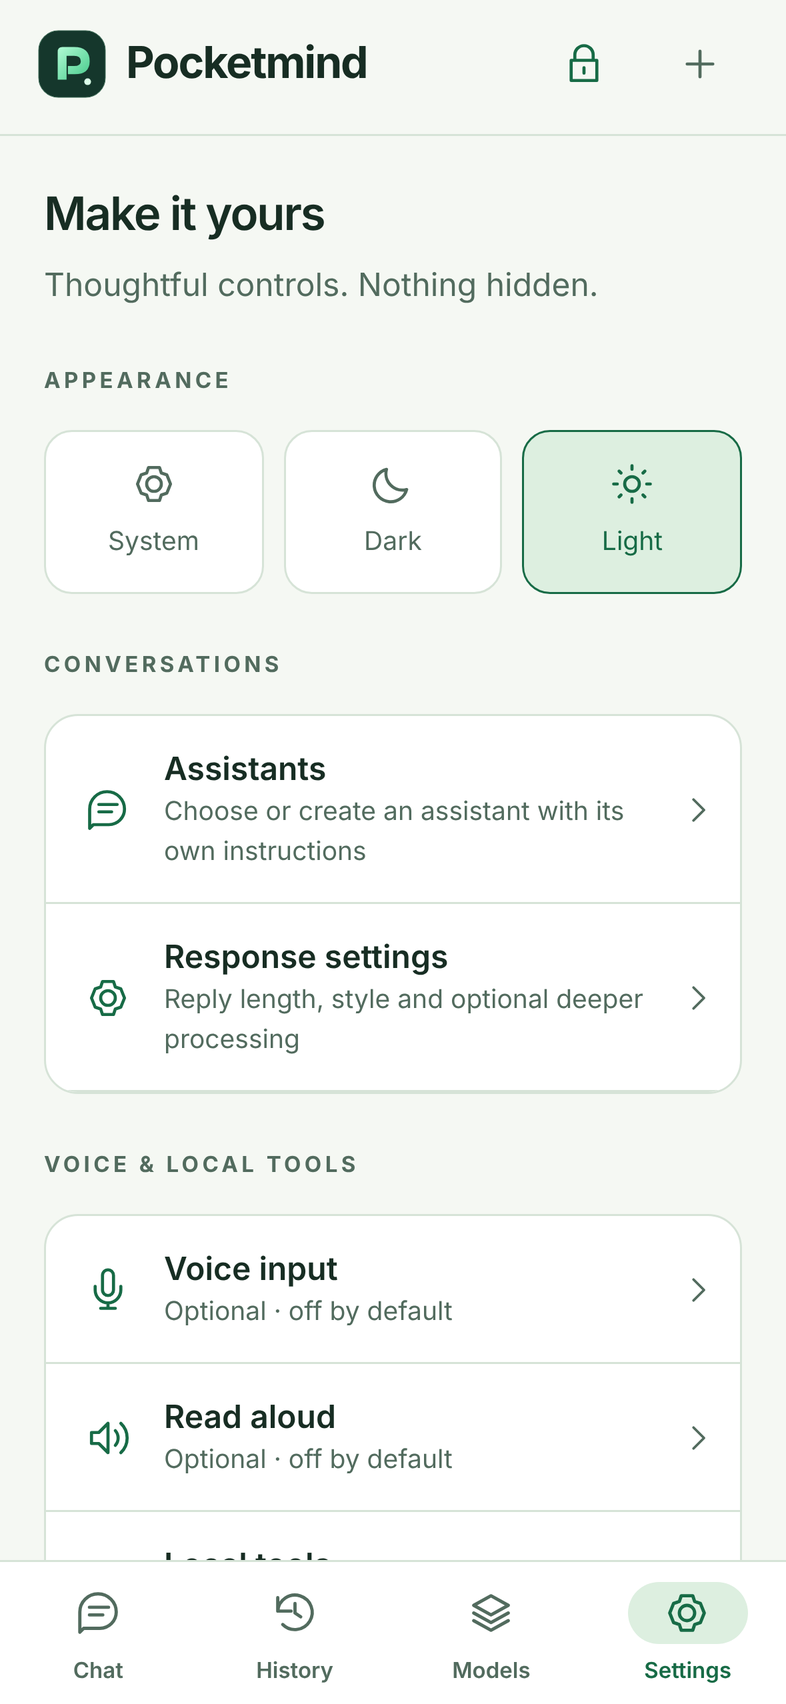 Pocketmind
Make it yours
Thoughtful controls. Nothing hidden.
APPEARANCE
System
Dark
Light
CONVERSATIONS
Assistants
Choose or create an assistant with its
own instructions
Response settings
Reply length, style and optional deeper
processing
VOICE & LOCAL TOOLS
Voice input
Optional · off by default
Read aloud
Optional · off by default
Local tools
Chat
History
Models
Settings